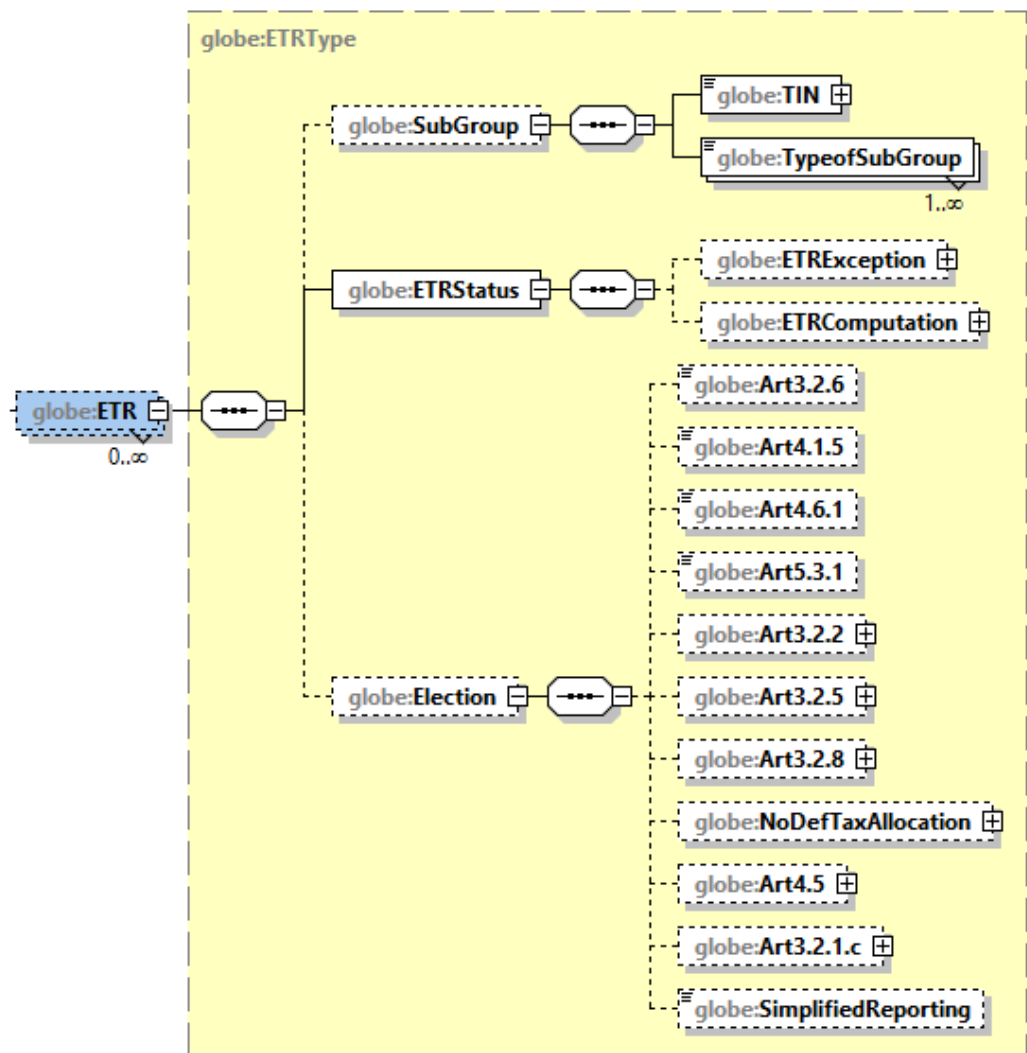 globe:ETRType
globe:SubGroup
globe:TIN
globe:TypeofSubGroup
1..∞
globe:ETRStatus
globe:ETRException
globe:ETRComputation
globe:ETR
0..∞
globe:Election
globe:Art3.2.6
globe:Art4.1.5
globe:Art4.6.1
globe:Art5.3.1
globe:Art3.2.2
globe:Art3.2.5
globe:Art3.2.8
globe:NoDefTaxAllocation
globe:Art4.5
globe:Art3.2.1.c
globe:SimplifiedReporting